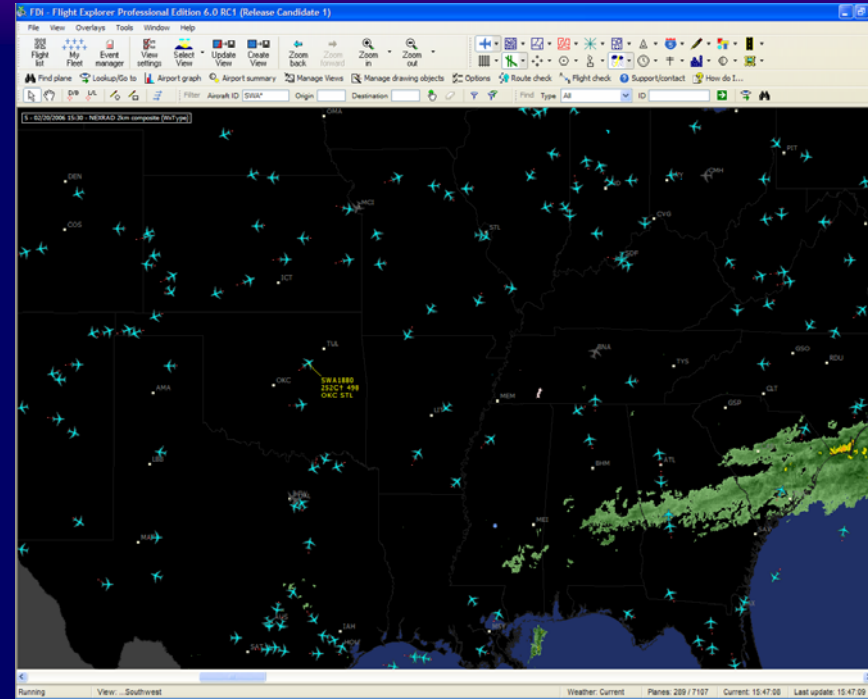 FDi - Flight Explorer Professional Edition 6.0 RC1 (Release Candidate 1)
File View Overlays Tools Window Help
Flight list
My Fleet
Event manager
View settings
Select View
Update View
Create View
Zoom back
Zoom forward
Zoom in
Zoom out
Find plane Lookup/Go to Airport graph Airport summary Manage Views Manage drawing objects Options Route check Flight check Support/contact How do I...
Filter Aircraft ID SWA* Origin Destination Find Type All ID
5 - 02/20/2006 15:30 - NEXRAD 2km composite (WxType)
OMA
PIT
DEN
CMH
MCI
COS
CVG
STL
SDF
ICT
TUL
BNA
GSO
RDU
TYS
OKC
SWA1880
AMA
MEM
CLT
GSP
OKC STL
LBB
BHM
ATL
MEI
SAV
IAH
SAT
Running View: ...Southwest Weather: Current Planes: 289 / 7107 Current: 15:47:08 Last update: 15:47:08